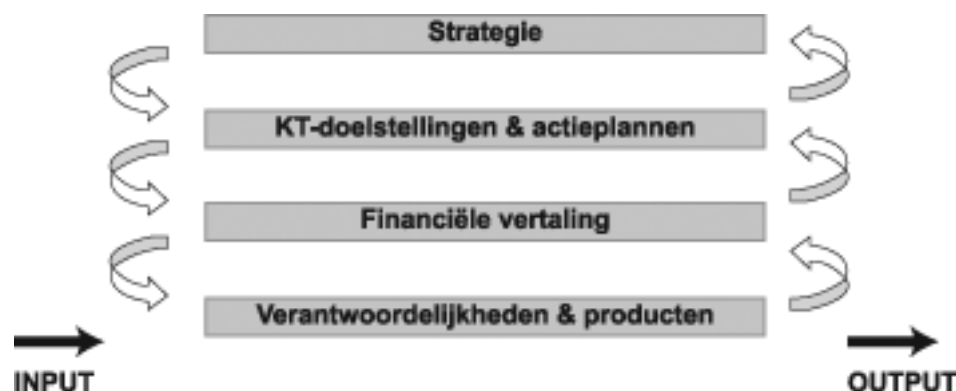 Strategie
KT-doelstellingen & actieplannen
Financiële vertaling
Verantwoordelijkheden & producten
INPUT
OUTPUT